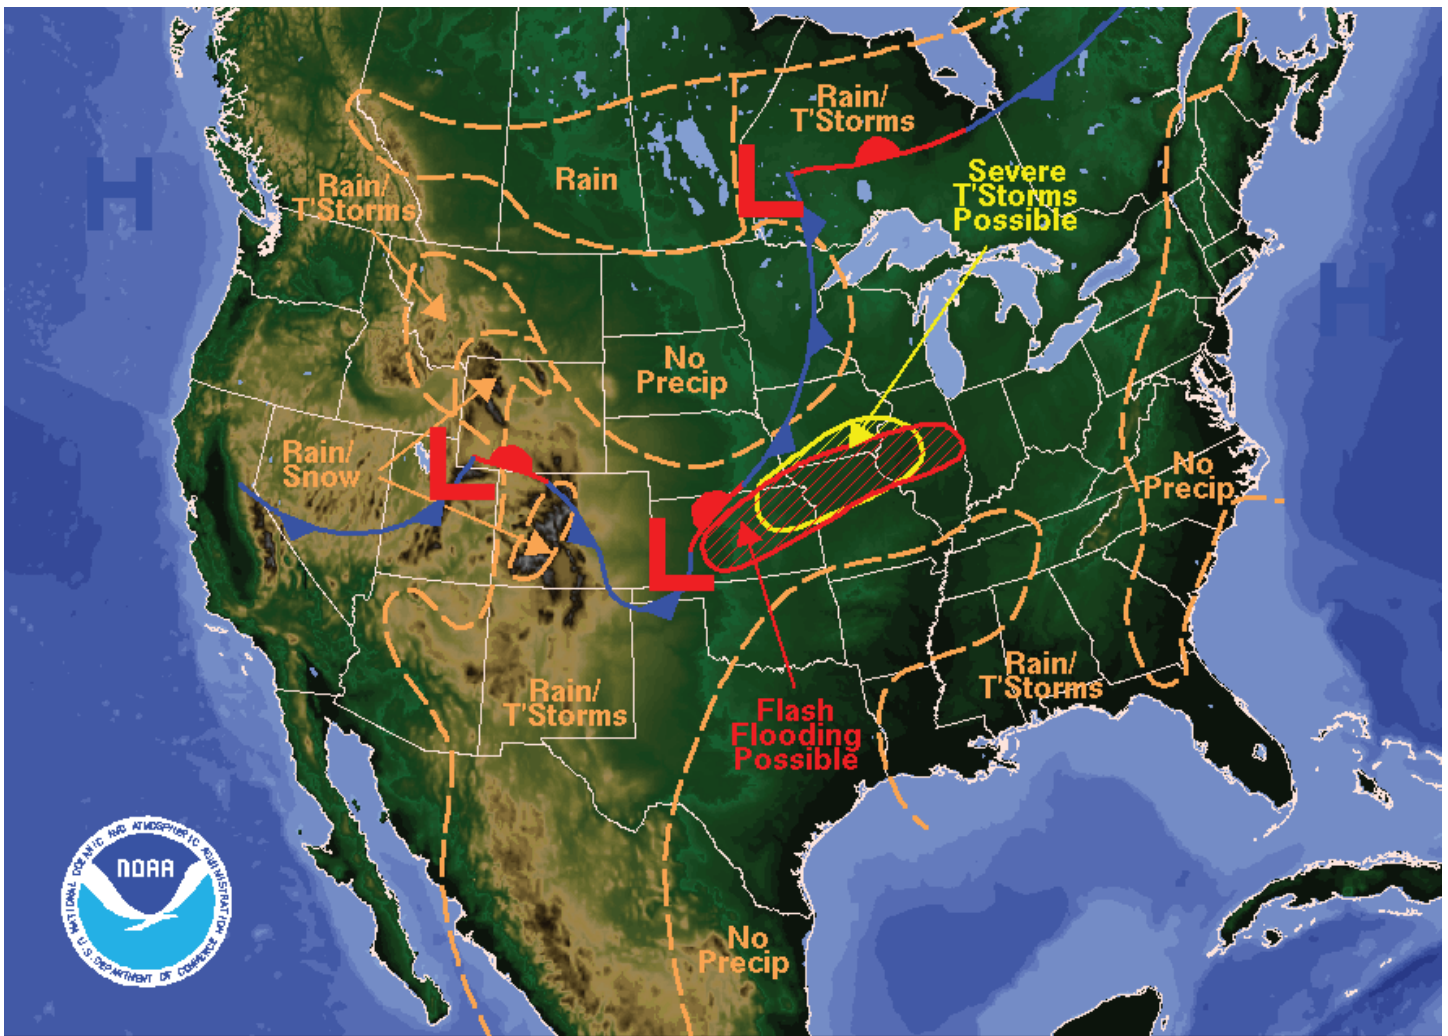 Rain/
T'Storms
H
Rain/
T'Storms
Rain
L
Severe
T'Storms
Possible
H
No
Precip
Rain/
Snow
L
No
Precip
L
Rain/
T'Storms
Rain/
T'Storms
Flash
Flooding
Possible
No
Precip
NATIONAL OCEANIC AND ATMOSPHERIC ADMINISTRATION
NOAA
U.S. DEPARTMENT OF COMMERCE